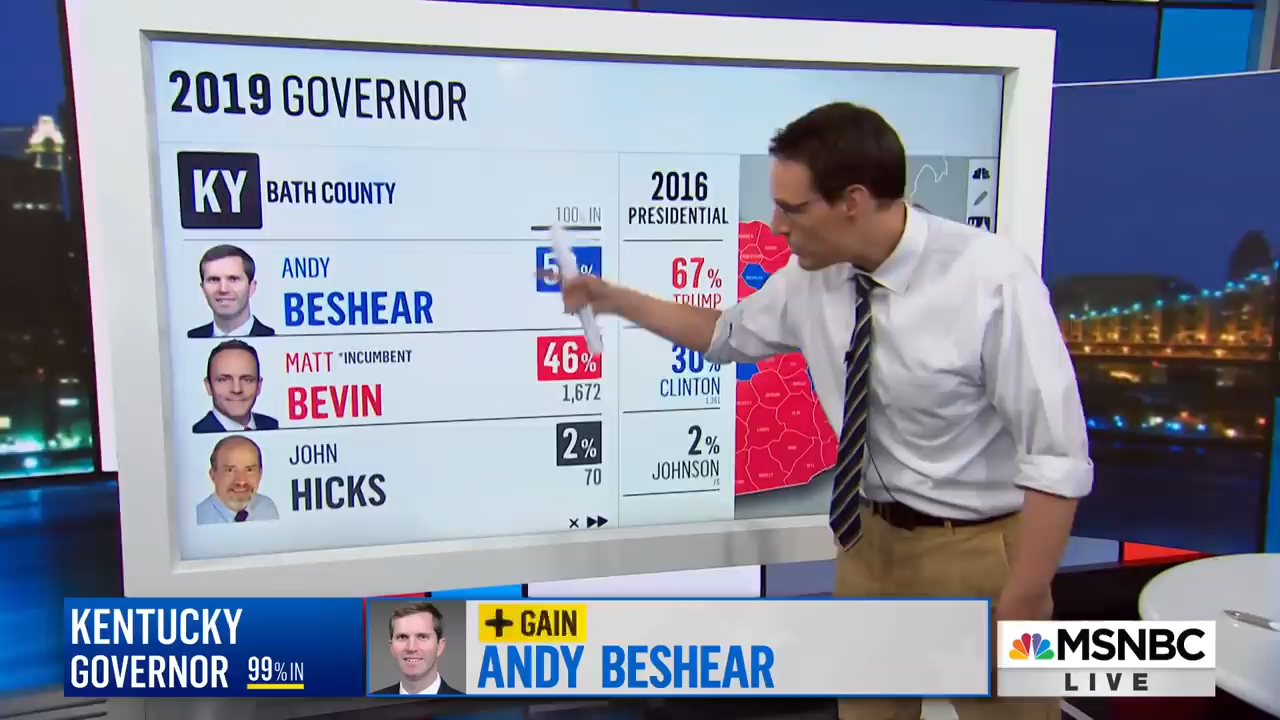 2019 GOVERNOR
KY BATH COUNTY
100% IN
ANDY
BESHEAR
MATT *INCUMBENT
BEVIN
46%
1,672
JOHN
HICKS
2%
70
2016
PRESIDENTIAL
67%
TRUMP
30%
CLINTON
2%
JOHNSON
KENTUCKY
GOVERNOR 99% IN
+ GAIN
ANDY BESHEAR
MSNBC
LIVE